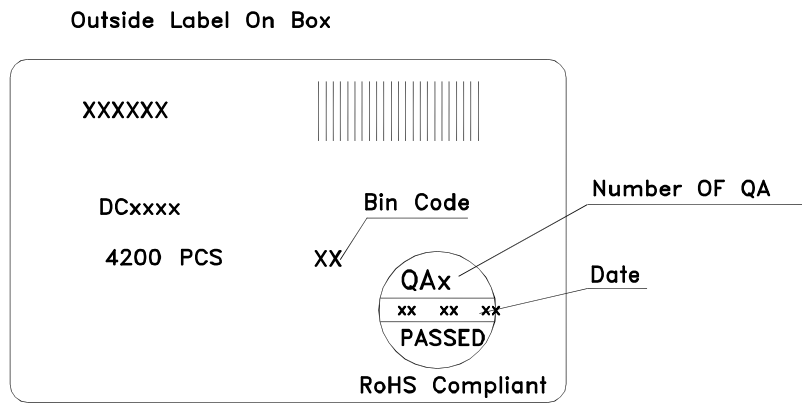 Outside Label On Box
XXXXXX
DCxxxx
Bin Code
Number OF QA
4200 PCS
XX
QAx
Date
xx xx xx
PASSED
RoHS Compliant